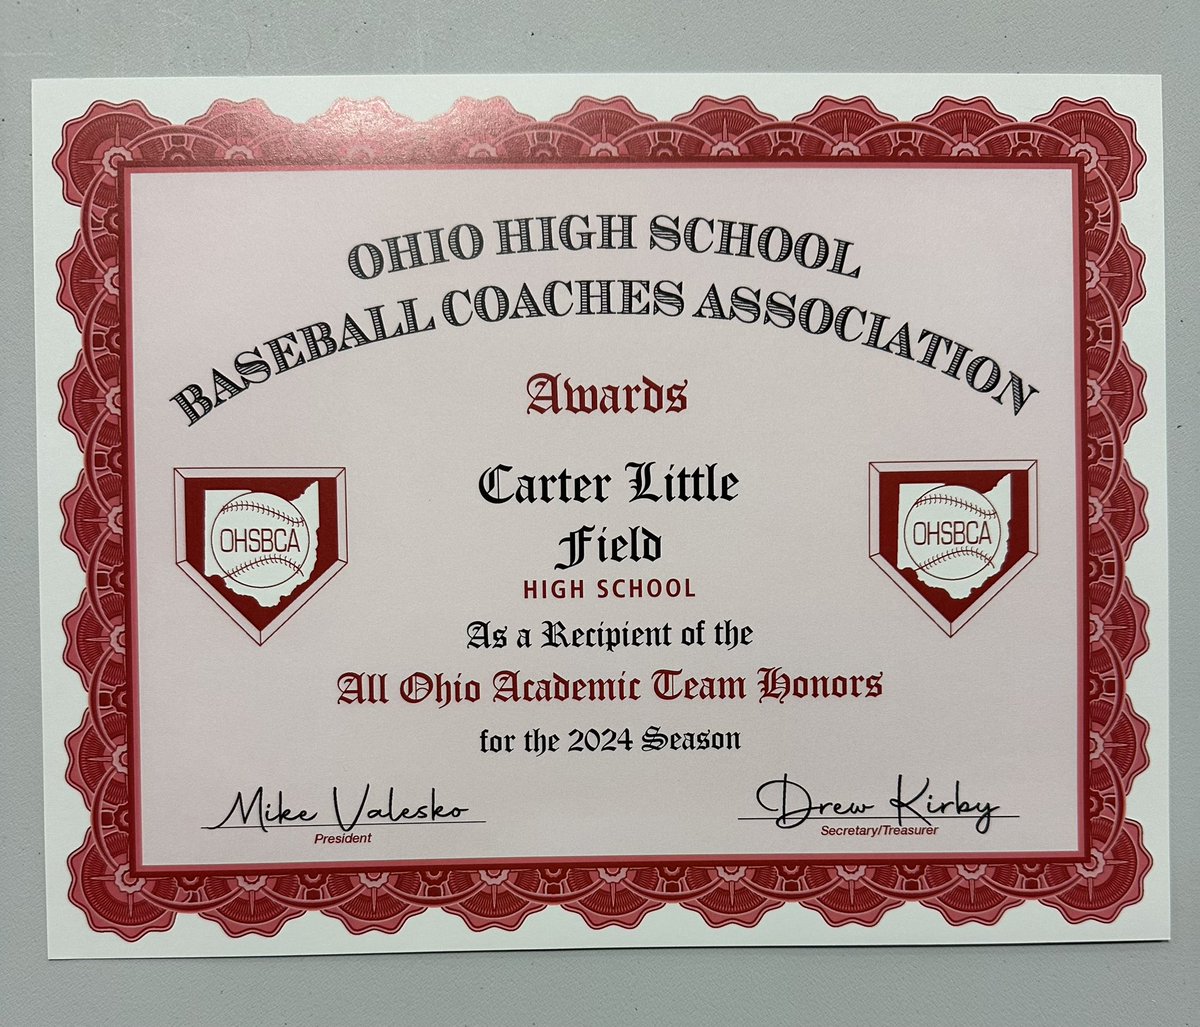 OHIO HIGH SCHOOL
BASEBALL COACHES ASSOCIATION
Awards
Carter Little
Field
HIGH SCHOOL
OHSBCA
OHSBCA
As a Recipient of the
All Ohio Academic Team Honors
for the 2024 Season
Mike Valesko
President
Drew Kirby
Secretary/Treasurer